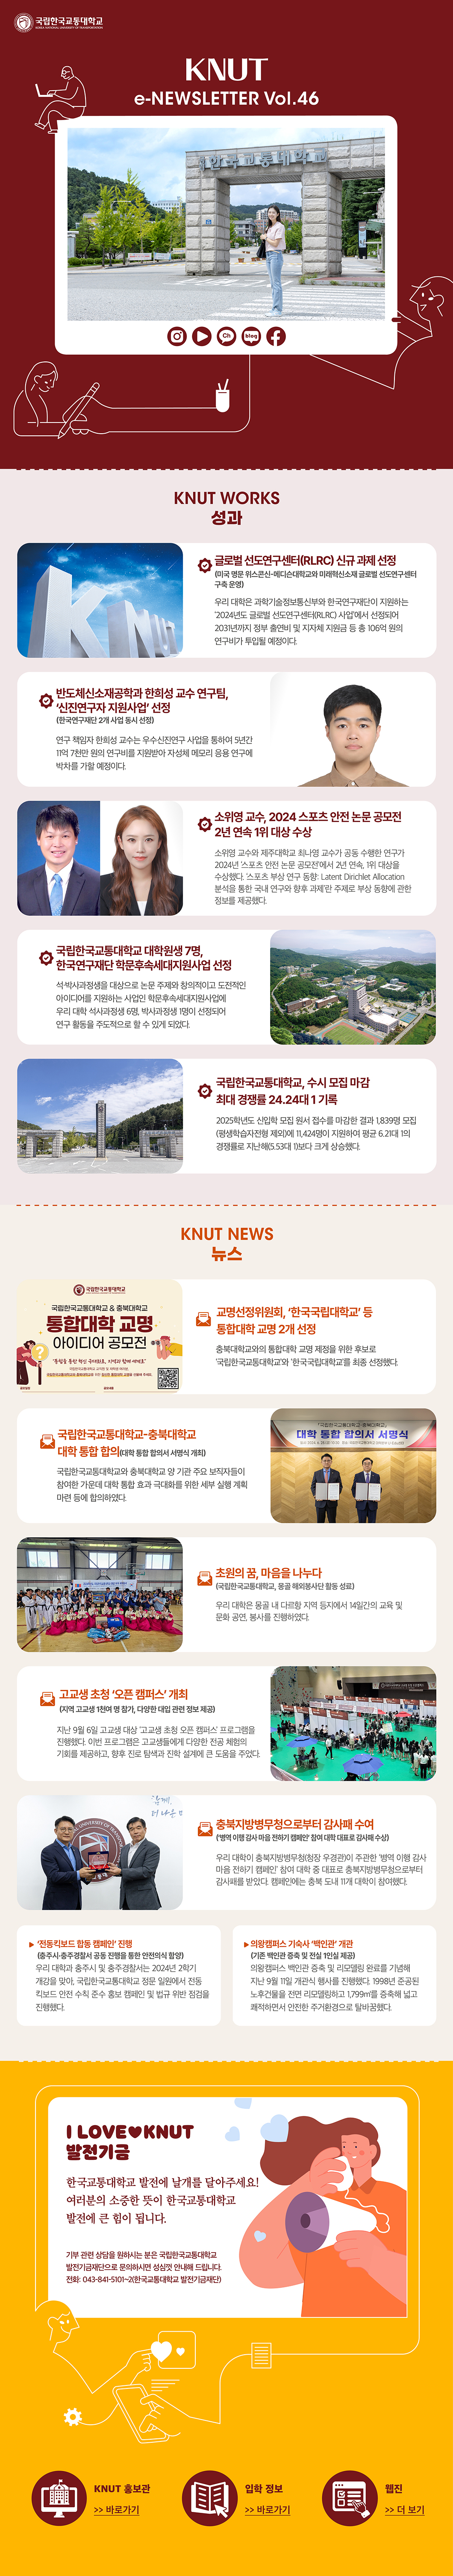 국립한국교통대학교
KOREA NATIONAL UNIVERSITY OF TRANSPORTATION
KNUT
e-NEWSLETTER Vol.46
한국교통대학교
Ch
blog
KNUT WORKS
성과
글로벌 선도연구센터(RLRC) 신규 과제 선정
(미국 명문 위스콘신-메디슨대학교와 미래혁신소재 글로벌 선도연구센터
구축 운영)
우리 대학은 과학기술정보통신부와 한국연구재단이 지원하는
'2024년도 글로벌 선도연구센터(RLRC) 사업'에서 선정되어
2031년까지 정부 출연비 및 지자체 지원금 등 총 106억 원의
연구비가 투입될 예정이다.
반도체신소재공학과 한희성 교수 연구팀,
'신진연구자 지원사업' 선정
(한국연구재단 2개 사업 동시 선정)
연구 책임자 한희성 교수는 우수신진연구 사업을 통하여 5년간
11억 7천만 원의 연구비를 지원받아 자성체 메모리 응용 연구에
박차를 가할 예정이다.
소위영 교수, 2024 스포츠 안전 논문 공모전
2년 연속 1위 대상 수상
소위영 교수와 제주대학교 최나영 교수가 공동 수행한 연구가
2024년 '스포츠 안전 논문 공모전'에서 2년 연속, 1위 대상을
수상했다. '스포츠 부상 연구 동향: Latent Dirichlet Allocation
분석을 통한 국내 연구와 향후 과제'란 주제로 부상 동향에 관한
정보를 제공했다.
국립한국교통대학교 대학원생 7명,
한국연구재단 학문후속세대지원사업 선정
석·박사과정생을 대상으로 논문 주제와 창의적이고 도전적인
아이디어를 지원하는 사업인 학문후속세대지원사업에
우리 대학 석사과정생 6명, 박사과정생 1명이 선정되어
연구 활동을 주도적으로 할 수 있게 되었다.
국립한국교통대학교, 수시 모집 마감
최대 경쟁률 24.24대 1 기록
2025학년도 신입학 모집 원서 접수를 마감한 결과 1,839명 모집
(평생학습자전형 제외)에 11,424명이 지원하여 평균 6.21대 1의
경쟁률로 지난해(5.53대 1)보다 크게 상승했다.
KNUT NEWS
뉴스
국립한국교통대학교
국립한국교통대학교 & 충북대학교
통합대학 교명
아이디어 공모전
교명선정위원회, '한국국립대학교' 등
통합대학 교명 2개 선정
충북대학교와의 통합대학 교명 제정을 위한 후보로
'국립한국교통대학교'와 '한국국립대학교'를 최종 선정했다.
국립한국교통대학교-충북대학교
대학 통합 합의(대학 통합 합의서 서명식 개최)
국립한국교통대학교와 충북대학교 양 기관 주요 보직자들이
참여한 가운데 대학 통합 효과 극대화를 위한 세부 실행 계획
마련 등에 합의하였다.
「국립한국교통대학교-충북대학교」
대학 통합 합의서 서명식
초원의 꿈, 마음을 나누다
(국립한국교통대학교, 몽골 해외봉사단 활동 성료)
우리 대학은 몽골 내 다르항 지역 등지에서 14일간의 교육 및
문화 공연, 봉사를 진행하였다.
고교생 초청 '오픈 캠퍼스' 개최
(지역 고교생 1천여 명 참가, 다양한 대입 관련 정보 제공)
지난 9월 6일 고교생 대상 '고교생 초청 오픈 캠퍼스' 프로그램을
진행했다. 이번 프로그램은 고교생들에게 다양한 전공 체험의
기회를 제공하고, 향후 진로 탐색과 진학 설계에 큰 도움을 주었다.
충북지방병무청으로부터 감사패 수여
('병역 이행 감사 마음 전하기 캠페인' 참여 대학 대표로 감사패 수상)
우리 대학이 충북지방병무청(청장 우경관)이 주관한 '병역 이행 감사
마음 전하기 캠페인' 참여 대학 중 대표로 충북지방병무청으로부터
감사패를 받았다. 캠페인에는 충북 도내 11개 대학이 참여했다.
'전동킥보드 합동 캠페인' 진행
(충주시·충주경찰서 공동 진행을 통한 안전의식 함양)
우리 대학과 충주시 및 충주경찰서는 2024년 2학기
개강을 맞아, 국립한국교통대학교 정문 일원에서 전동
킥보드 안전 수칙 준수 홍보 캠페인 및 법규 위반 점검을
진행했다.
의왕캠퍼스 기숙사 '백인관' 개관
(기존 백인관 증축 및 전실 1인실 제공)
의왕캠퍼스 백인관 증축 및 리모델링 완료를 기념해
지난 9월 11일 개관식 행사를 진행했다. 1998년 준공된
노후건물을 전면 리모델링하고 1,799㎡를 증축해 넓고
쾌적하면서 안전한 주거환경으로 탈바꿈했다.
I LOVE♥KNUT
발전기금
한국교통대학교 발전에 날개를 달아주세요!
여러분의 소중한 뜻이 한국교통대학교
발전에 큰 힘이 됩니다.
기부 관련 상담을 원하시는 분은 국립한국교통대학교
발전기금재단으로 문의하시면 성심껏 안내해 드립니다.
전화: 043-841-5101~2(한국교통대학교 발전기금재단)
KNUT 홍보관
>> 바로가기
입학 정보
>> 바로가기
웹진
>> 더 보기